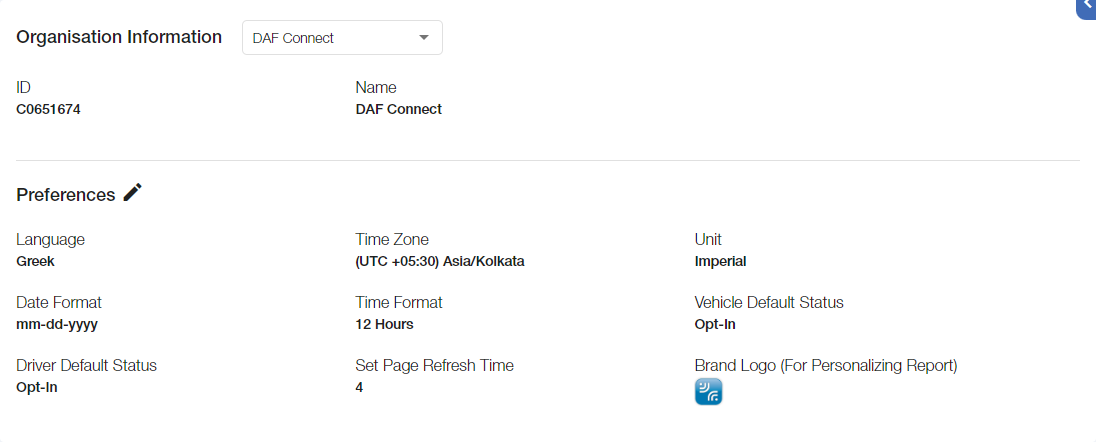 Organisation Information DAF Connect
ID Name
C0651674 DAF Connect
Preferences
Language Time Zone Unit
Greek (UTC +05:30) Asia/Kolkata Imperial
Date Format Time Format Vehicle Default Status
mm-dd-yyyy 12 Hours Opt-In
Driver Default Status Set Page Refresh Time Brand Logo (For Personalizing Report)
Opt-In 4